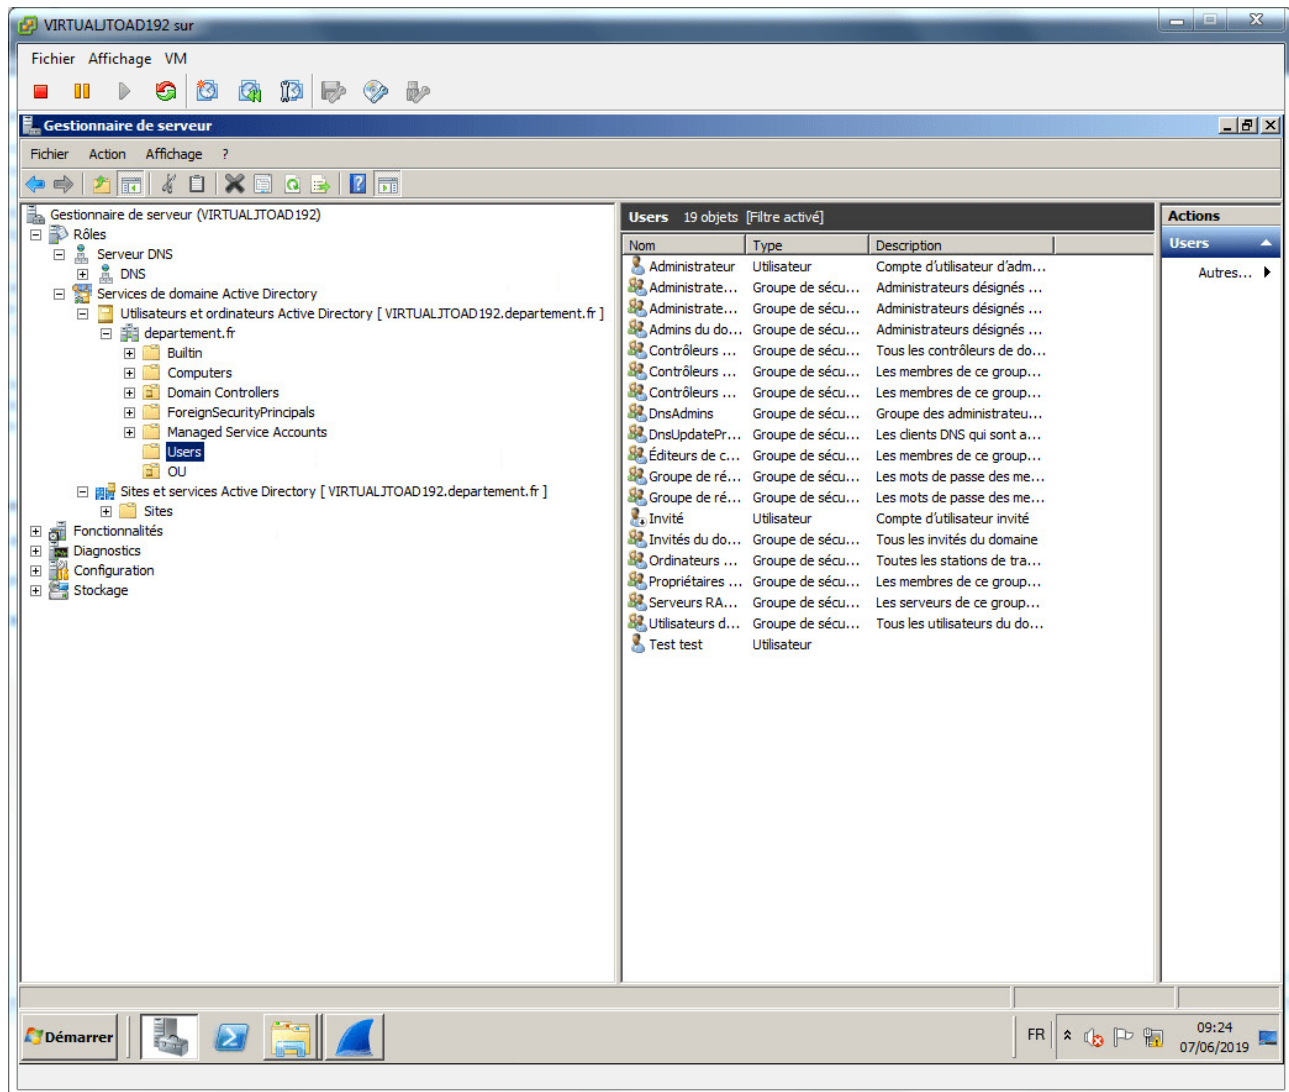 VIRTUALJTOAD192 sur
Fichier Affichage VM
Gestionnaire de serveur
Fichier Action Affichage ?
Gestionnaire de serveur (VIRTUALJTOAD192)
Rôles
Serveur DNS
DNS
Services de domaine Active Directory
Utilisateurs et ordinateurs Active Directory [ VIRTUALJTOAD192.departement.fr ]
departement.fr
Builtin
Computers
Domain Controllers
ForeignSecurityPrincipals
Managed Service Accounts
Users
OU
Sites et services Active Directory [ VIRTUALJTOAD192.departement.fr ]
Sites
Fonctionnalités
Diagnostics
Configuration
Stockage
Users 19 objets [Filtre activé]
Nom Type Description
Administrateur Utilisateur Compte d'utilisateur d'adm...
Administrate... Groupe de sécu... Administrateurs désignés ...
Administrate... Groupe de sécu... Administrateurs désignés ...
Admins du do... Groupe de sécu... Administrateurs désignés ...
Contrôleurs ... Groupe de sécu... Tous les contrôleurs de do...
Contrôleurs ... Groupe de sécu... Les membres de ce group...
Contrôleurs ... Groupe de sécu... Les membres de ce group...
DnsAdmins Groupe de sécu... Groupe des administrateu...
DnsUpdatePr... Groupe de sécu... Les clients DNS qui sont a...
Éditeurs de c... Groupe de sécu... Les membres de ce group...
Groupe de ré... Groupe de sécu... Les mots de passe des me...
Groupe de ré... Groupe de sécu... Les mots de passe des me...
Invité Utilisateur Compte d'utilisateur invité
Invités du do... Groupe de sécu... Tous les invités du domaine
Ordinateurs ... Groupe de sécu... Toutes les stations de tra...
Propriétaires ... Groupe de sécu... Les membres de ce group...
Serveurs RA... Groupe de sécu... Les serveurs de ce group...
Utilisateurs d... Groupe de sécu... Tous les utilisateurs du do...
Test test Utilisateur
Actions
Users
Autres...
Démarrer
FR
09:24
07/06/2019